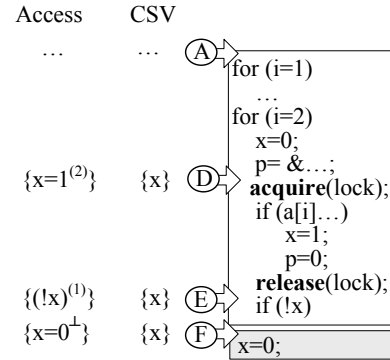 Access CSV
… … A for (i=1)
…
for (i=2)
x=0;
p= &…;
{x=1⁽²⁾} {x} D acquire(lock);
if (a[i]…)
x=1;
p=0;
release(lock);
{(!x)⁽¹⁾} {x} E if (!x)
{x=0⊥} {x} F x=0;